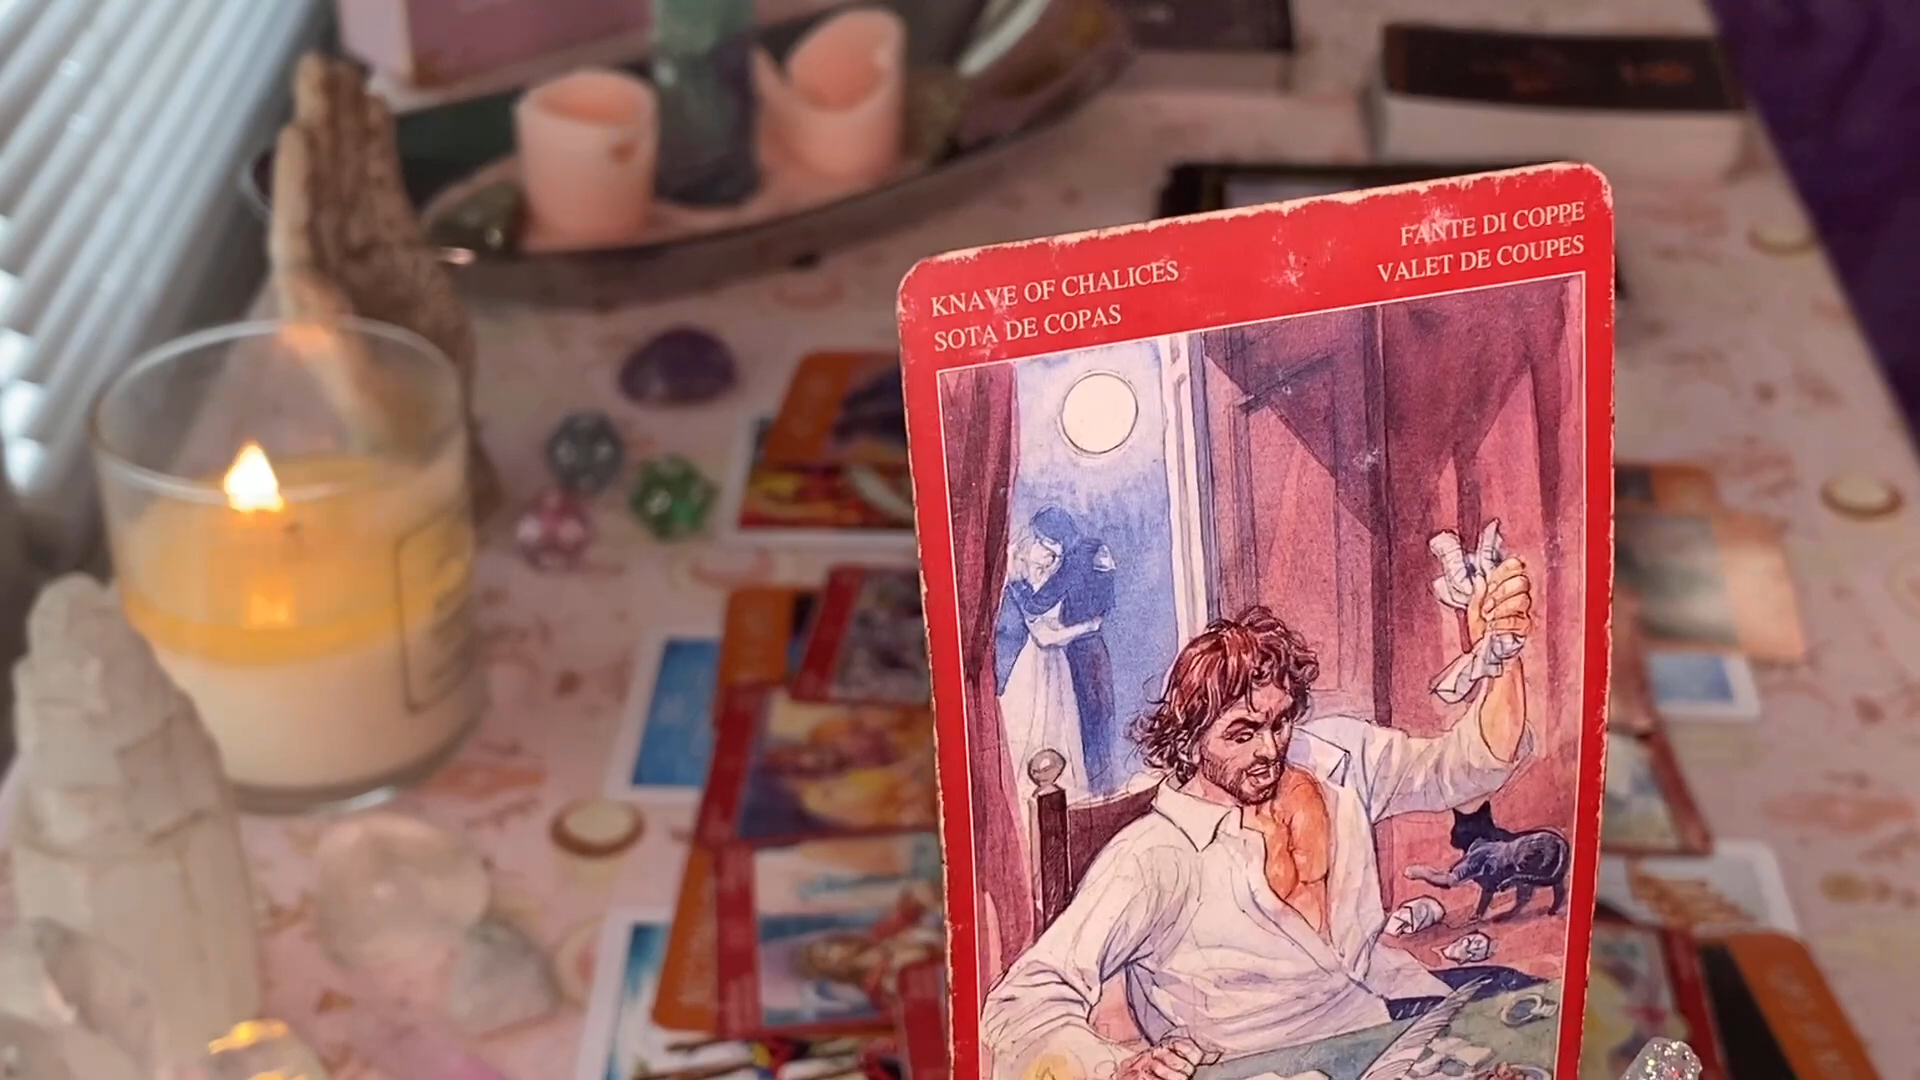 KNAVE OF CHALICES
SOTA DE COPAS
FANTE DI COPPE
VALET DE COUPES